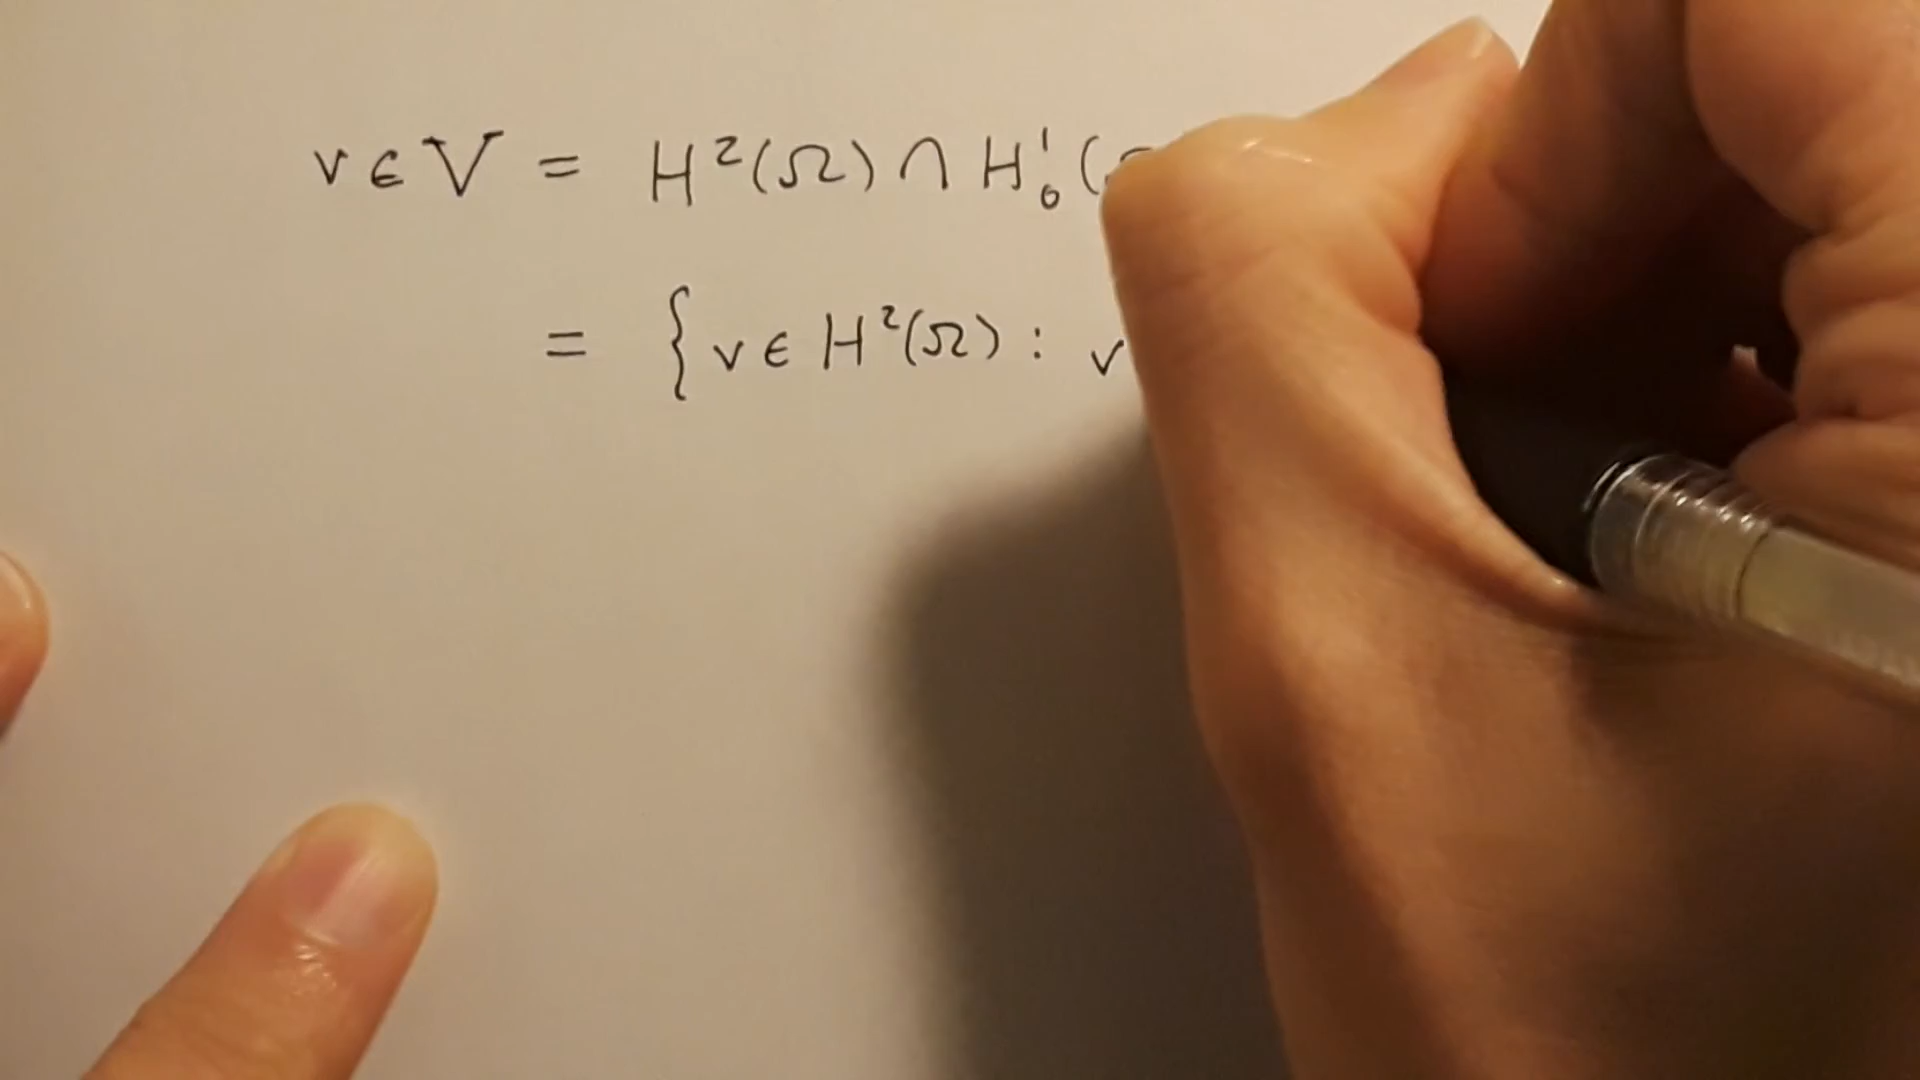 v ∈ V = H²(Ω) ∩ H¹₀(
= { v ∈ H²(Ω) : v